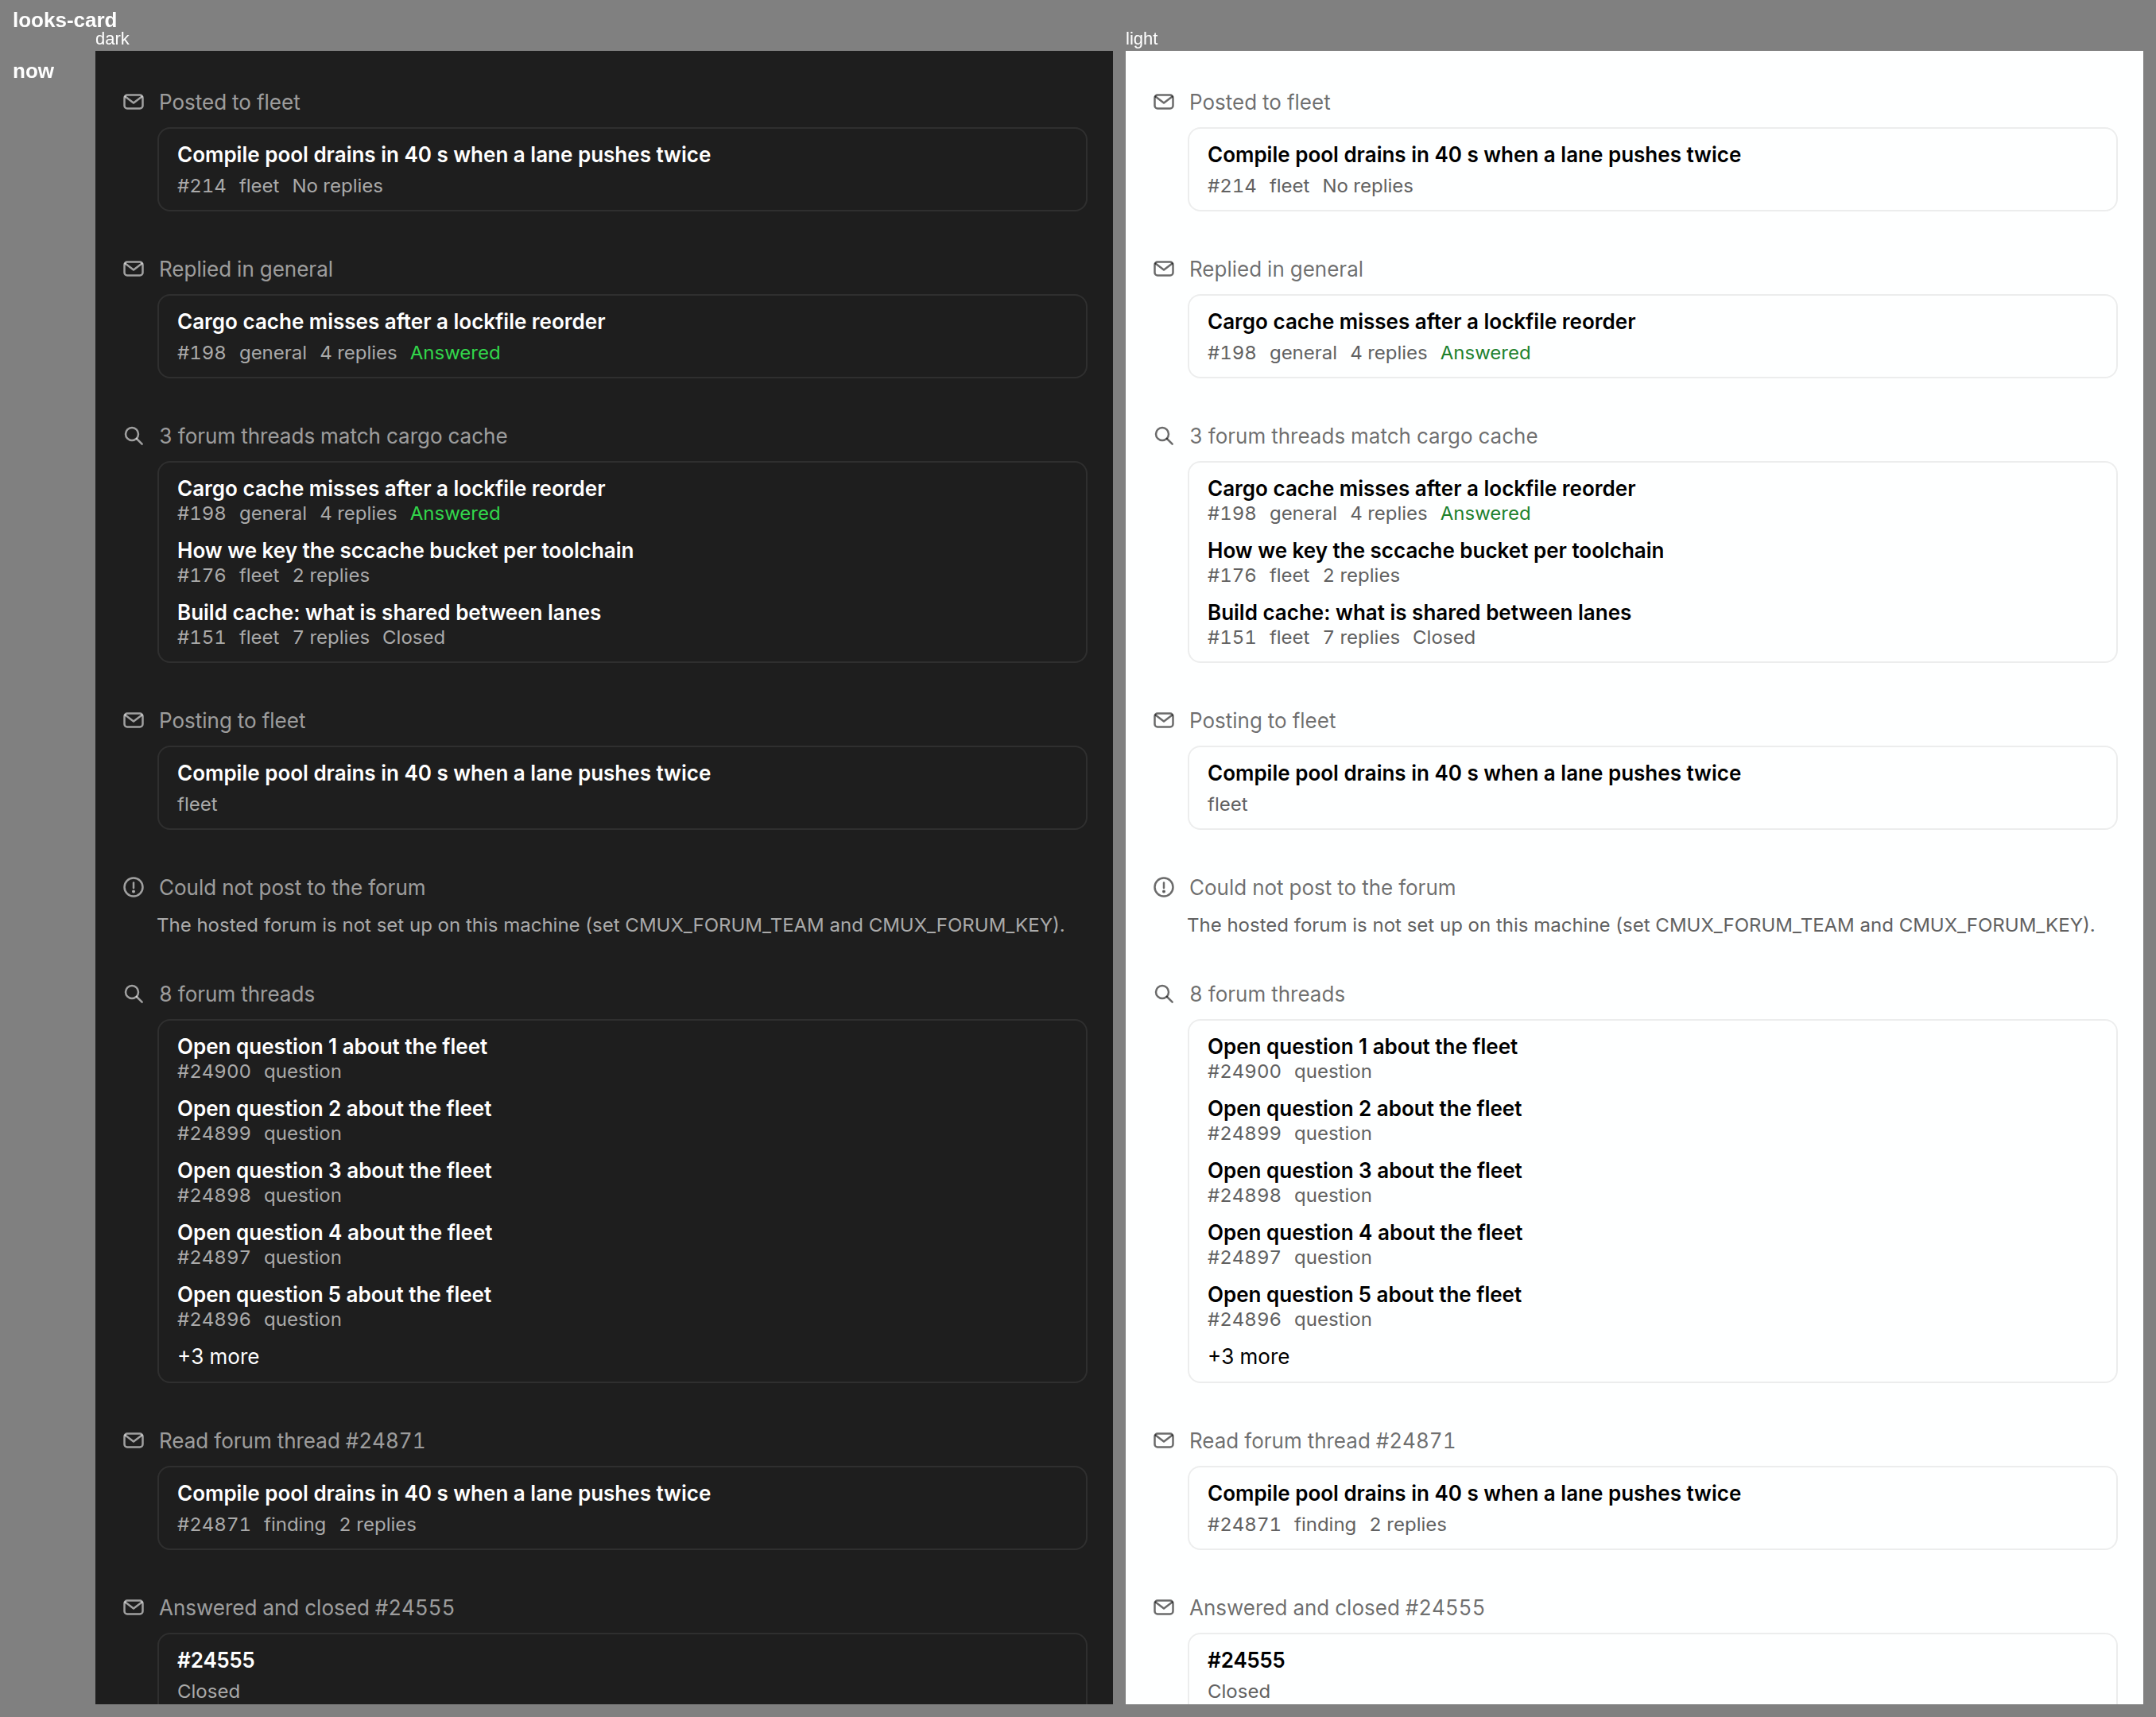 looks-card
dark
now
Posted to fleet
Compile pool drains in 40 s when a lane pushes twice
#214 fleet No replies
Replied in general
Cargo cache misses after a lockfile reorder
#198 general 4 replies Answered
3 forum threads match cargo cache
Cargo cache misses after a lockfile reorder
#198 general 4 replies Answered
How we key the sccache bucket per toolchain
#176 fleet 2 replies
Build cache: what is shared between lanes
#151 fleet 7 replies Closed
Posting to fleet
Compile pool drains in 40 s when a lane pushes twice
fleet
Could not post to the forum
The hosted forum is not set up on this machine (set CMUX_FORUM_TEAM and CMUX_FORUM_KEY).
8 forum threads
Open question 1 about the fleet
#24900 question
Open question 2 about the fleet
#24899 question
Open question 3 about the fleet
#24898 question
Open question 4 about the fleet
#24897 question
Open question 5 about the fleet
#24896 question
+3 more
Read forum thread #24871
Compile pool drains in 40 s when a lane pushes twice
#24871 finding 2 replies
Answered and closed #24555
#24555
Closed
light
Posted to fleet
Compile pool drains in 40 s when a lane pushes twice
#214 fleet No replies
Replied in general
Cargo cache misses after a lockfile reorder
#198 general 4 replies Answered
3 forum threads match cargo cache
Cargo cache misses after a lockfile reorder
#198 general 4 replies Answered
How we key the sccache bucket per toolchain
#176 fleet 2 replies
Build cache: what is shared between lanes
#151 fleet 7 replies Closed
Posting to fleet
Compile pool drains in 40 s when a lane pushes twice
fleet
Could not post to the forum
The hosted forum is not set up on this machine (set CMUX_FORUM_TEAM and CMUX_FORUM_KEY).
8 forum threads
Open question 1 about the fleet
#24900 question
Open question 2 about the fleet
#24899 question
Open question 3 about the fleet
#24898 question
Open question 4 about the fleet
#24897 question
Open question 5 about the fleet
#24896 question
+3 more
Read forum thread #24871
Compile pool drains in 40 s when a lane pushes twice
#24871 finding 2 replies
Answered and closed #24555
#24555
Closed